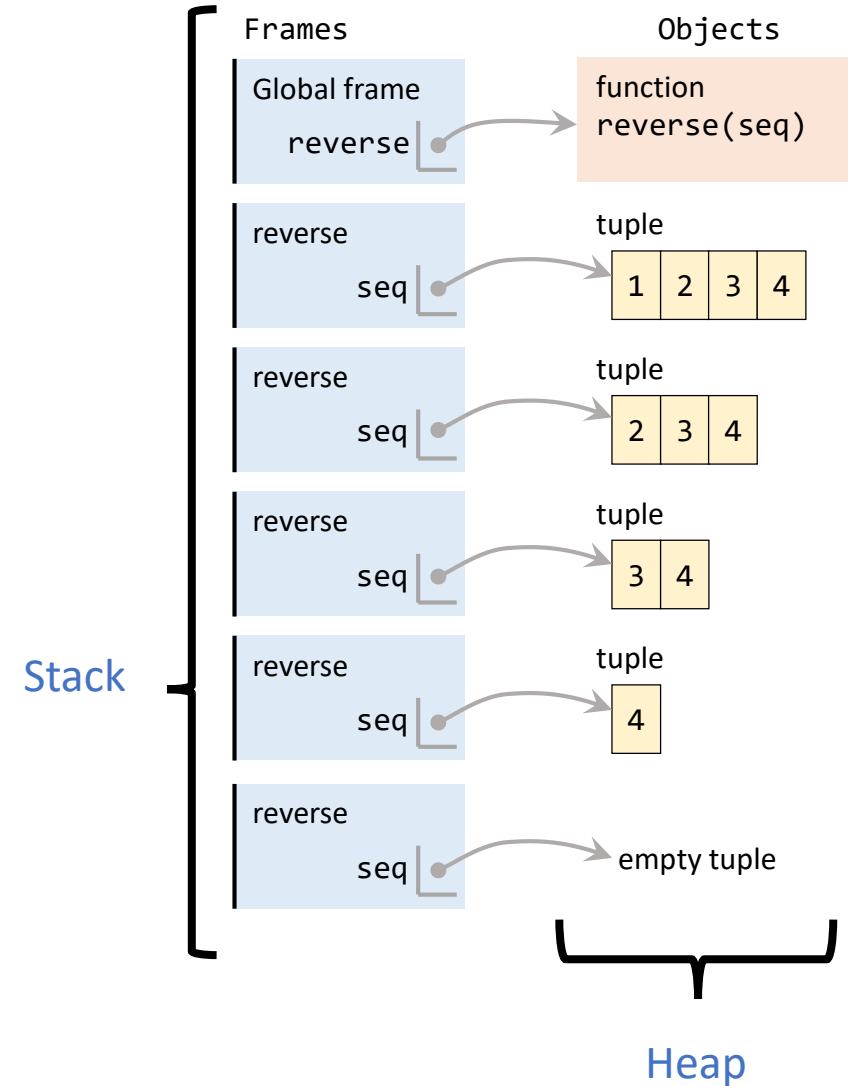 Frames
Objects
Global frame
reverse
function
reverse(seq)
reverse
seq
tuple
1 2 3 4
reverse
seq
tuple
2 3 4
reverse
seq
tuple
3 4
Stack
reverse
seq
tuple
4
reverse
seq
empty tuple
Heap